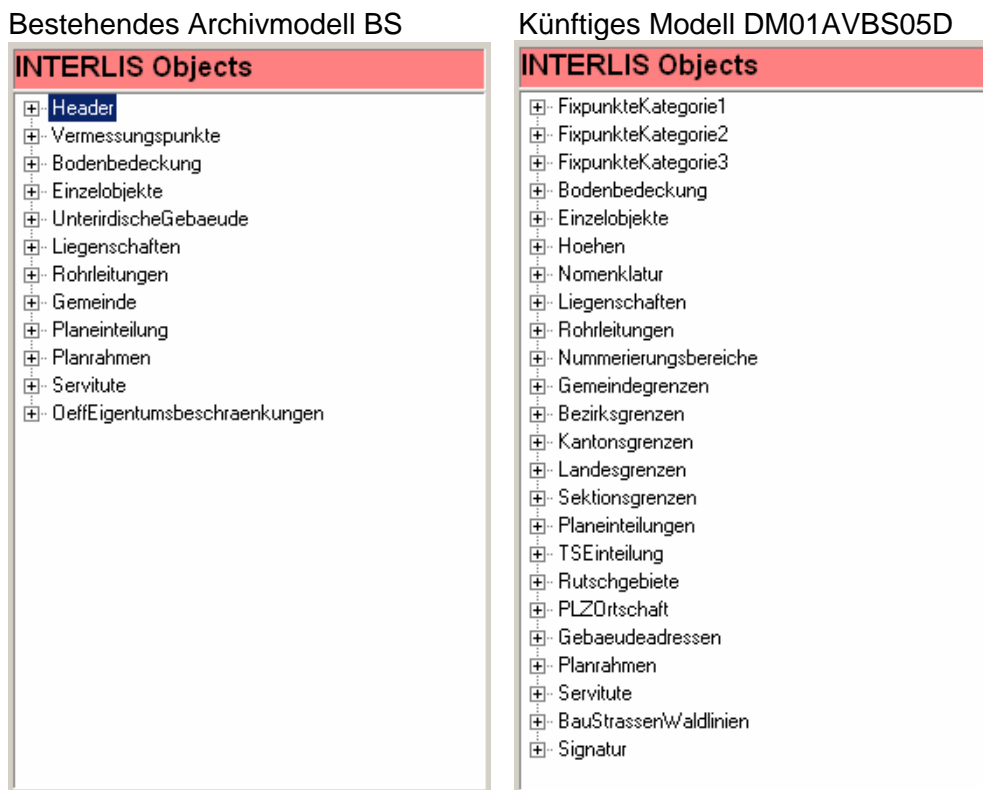 Bestehendes Archivmodell BS
INTERLIS Objects
Header
Vermessungspunkte
Bodenbedeckung
Einzelobjekte
UnterirdischeGebaeude
Liegenschaften
Rohrleitungen
Gemeinde
Planeinteilung
Planrahmen
Servitute
OeffEigentumsbeschraenkungen
Künftiges Modell DM01AVBS05D
INTERLIS Objects
FixpunkteKategorie1
FixpunkteKategorie2
FixpunkteKategorie3
Bodenbedeckung
Einzelobjekte
Hoehen
Nomenklatur
Liegenschaften
Rohrleitungen
Nummerierungsbereiche
Gemeindegrenzen
Bezirksgrenzen
Kantonsgrenzen
Landesgrenzen
Sektionsgrenzen
Planeinteilungen
TSEinteilung
Rutschgebiete
PLZOrtschaft
Gebaeudeadressen
Planrahmen
Servitute
BauStrassenWaldlinien
Signatur